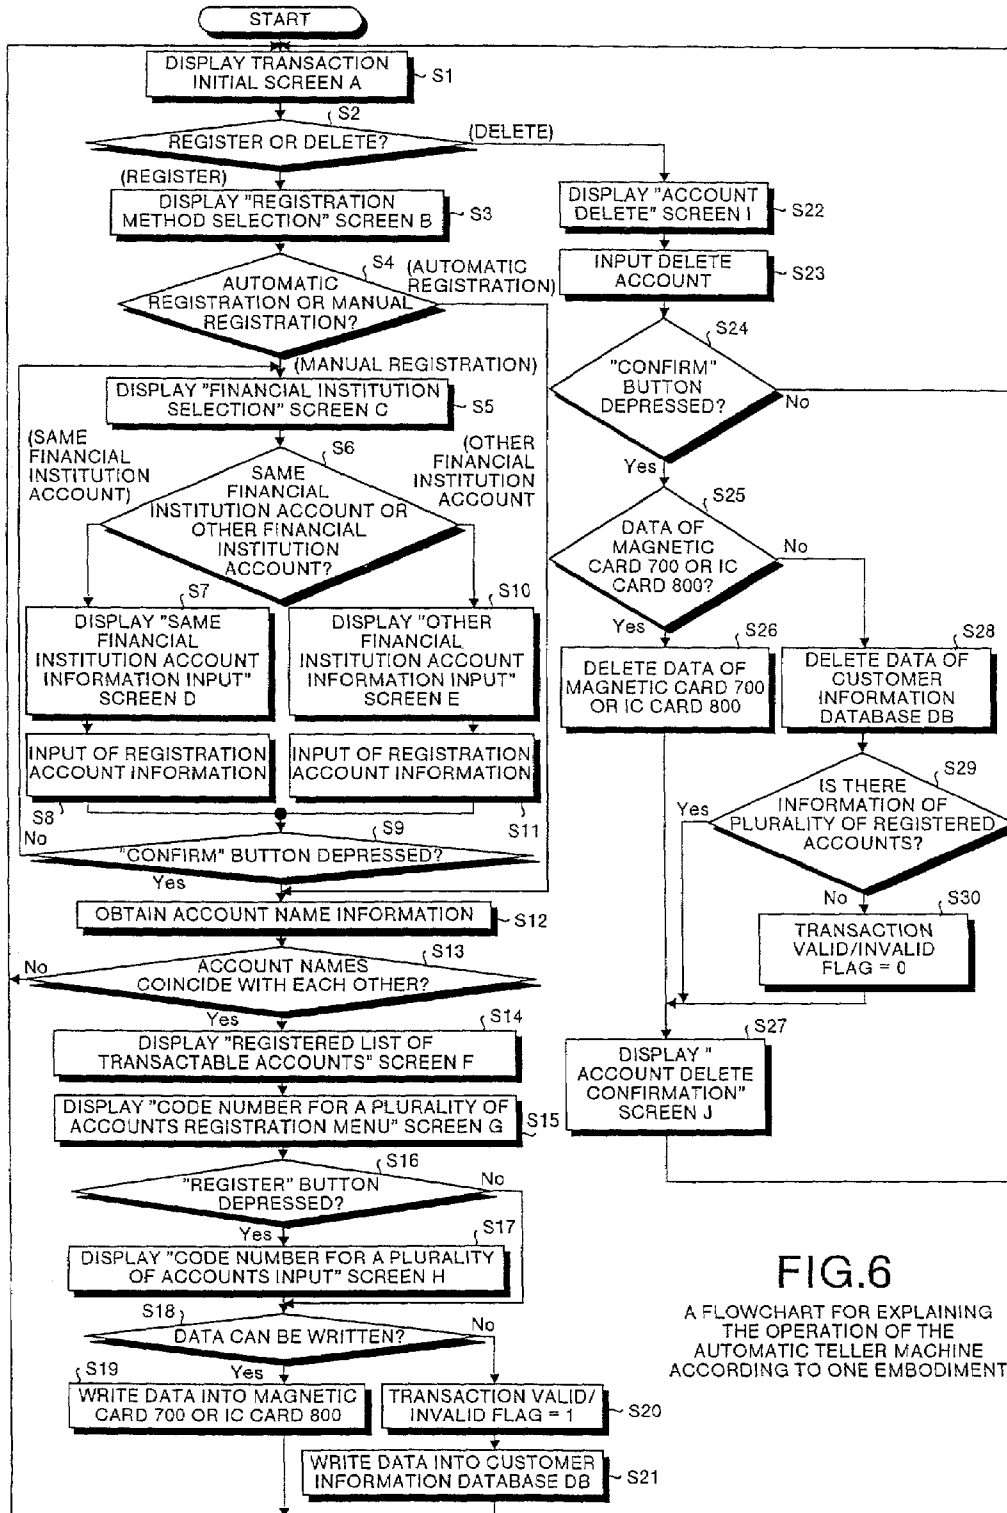 START
DISPLAY TRANSACTION
INITIAL SCREEN A
S1
S2
REGISTER OR DELETE?
(DELETE)
(REGISTER)
DISPLAY "REGISTRATION
METHOD SELECTION" SCREEN B
S3
S4
(AUTOMATIC
REGISTRATION)
AUTOMATIC
REGISTRATION OR MANUAL
REGISTRATION?
(MANUAL REGISTRATION)
DISPLAY "FINANCIAL INSTITUTION
SELECTION" SCREEN C
S5
(SAME
FINANCIAL
INSTITUTION
ACCOUNT)
S6
(OTHER
FINANCIAL
INSTITUTION
ACCOUNT
SAME
FINANCIAL
INSTITUTION ACCOUNT OR
OTHER FINANCIAL
INSTITUTION
ACCOUNT?
S7
DISPLAY "SAME
FINANCIAL
INSTITUTION ACCOUNT
INFORMATION INPUT"
SCREEN D
S10
DISPLAY "OTHER
FINANCIAL
INSTITUTION ACCOUNT
INFORMATION INPUT"
SCREEN E
INPUT OF REGISTRATION
ACCOUNT INFORMATION
S8
INPUT OF REGISTRATION
ACCOUNT INFORMATION
S11
S9
No
"CONFIRM" BUTTON DEPRESSED?
Yes
OBTAIN ACCOUNT NAME INFORMATION
S12
S13
No
ACCOUNT NAMES
COINCIDE WITH EACH OTHER?
Yes
S14
DISPLAY "REGISTERED LIST OF
TRANSACTABLE ACCOUNTS" SCREEN F
DISPLAY "CODE NUMBER FOR A PLURALITY OF
ACCOUNTS REGISTRATION MENU" SCREEN G
S15
S16
"REGISTER" BUTTON
DEPRESSED?
No
Yes
S17
DISPLAY "CODE NUMBER FOR A PLURALITY
OF ACCOUNTS INPUT" SCREEN H
S18
DATA CAN BE WRITTEN?
No
Yes
S19
WRITE DATA INTO MAGNETIC
CARD 700 OR IC CARD 800
TRANSACTION VALID/
INVALID FLAG = 1
S20
WRITE DATA INTO CUSTOMER
INFORMATION DATABASE DB
S21
DISPLAY "ACCOUNT
DELETE" SCREEN I
S22
INPUT DELETE
ACCOUNT
S23
S24
"CONFIRM"
BUTTON
DEPRESSED?
No
Yes
S25
DATA OF
MAGNETIC
CARD 700 OR IC
CARD 800?
No
Yes
S26
DELETE DATA OF
MAGNETIC CARD 700
OR IC CARD 800
S28
DELETE DATA OF
CUSTOMER
INFORMATION
DATABASE DB
S29
Yes
IS THERE
INFORMATION OF
PLURALITY OF REGISTERED
ACCOUNTS?
No
S30
TRANSACTION
VALID/INVALID
FLAG = 0
S27
DISPLAY "
ACCOUNT DELETE
CONFIRMATION"
SCREEN J
FIG.6
A FLOWCHART FOR EXPLAINING
THE OPERATION OF THE
AUTOMATIC TELLER MACHINE
ACCORDING TO ONE EMBODIMENT